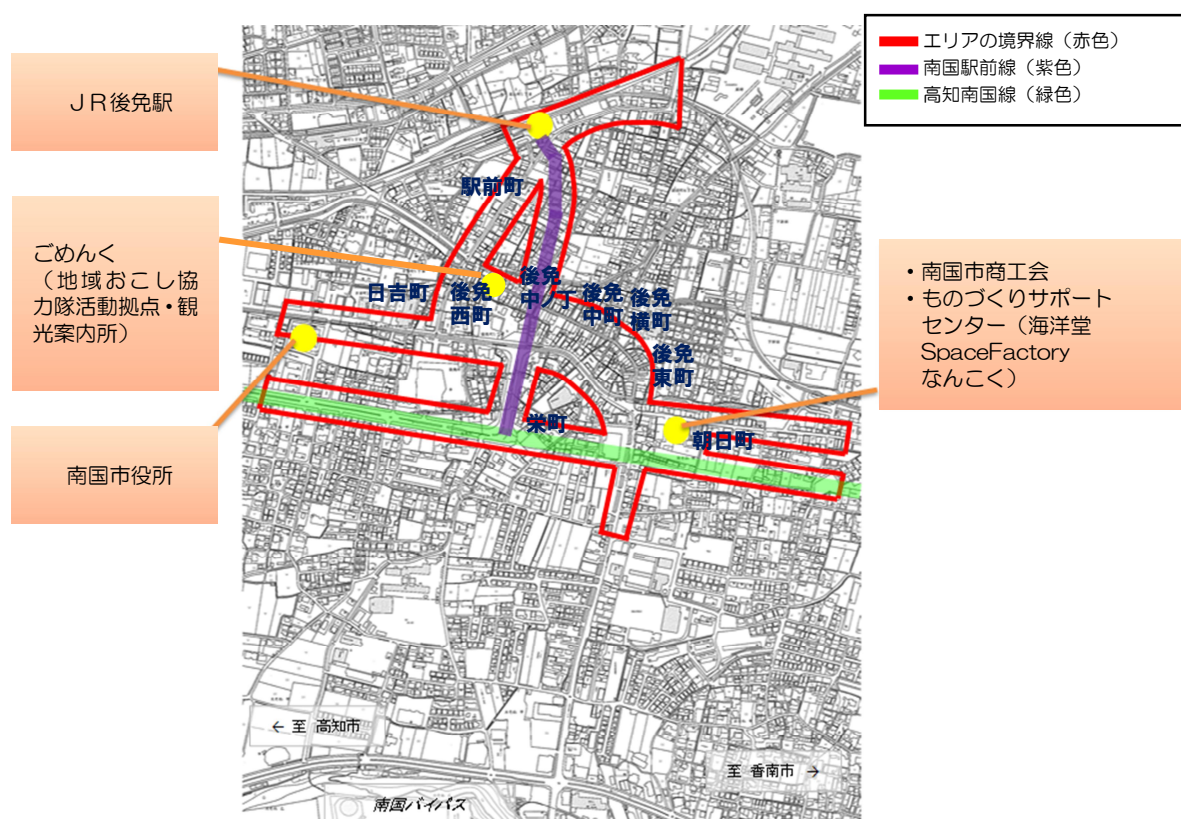 エリアの境界線（赤色）
南国駅前線（紫色）
高知南国線（緑色）
ＪＲ後免駅
駅前町
ごめんく
（地域おこし協
力隊活動拠点・観
光案内所）
日吉町
後免
西町
後免
中ノ丁
後免
中町
後免
横町
後免
東町
・南国市商工会
・ものづくりサポート
センター（海洋堂
SpaceFactory
なんこく）
栄町
朝日町
南国市役所
← 至 高知市
至 香南市 →
南国バイパス